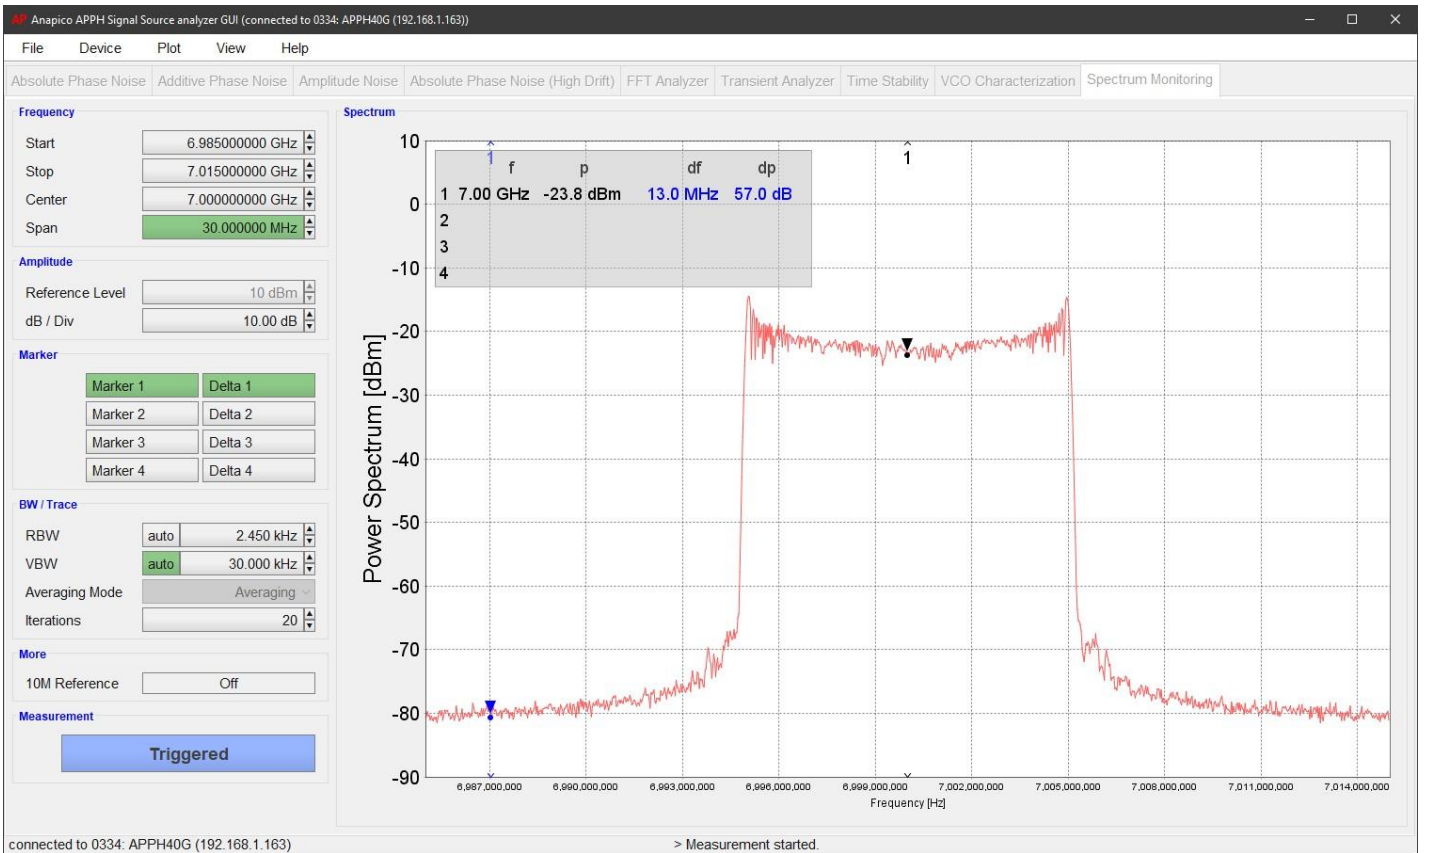 AP Anapico APPH Signal Source analyzer GUI (connected to 0334: APPH40G (192.168.1.163))
File Device Plot View Help
Absolute Phase Noise Additive Phase Noise Amplitude Noise Absolute Phase Noise (High Drift) FFT Analyzer Transient Analyzer Time Stability VCO Characterization Spectrum Monitoring
Frequency
Start 6.985000000 GHz
Stop 7.015000000 GHz
Center 7.000000000 GHz
Span 30.000000 MHz
Amplitude
Reference Level 10 dBm
dB / Div 10.00 dB
Marker
Marker 1 Delta 1
Marker 2 Delta 2
Marker 3 Delta 3
Marker 4 Delta 4
BW / Trace
RBW auto 2.450 kHz
VBW auto 30.000 kHz
Averaging Mode Averaging
Iterations 20
More
10M Reference Off
Measurement
Triggered
Spectrum
1 1
f p df dp
1 7.00 GHz -23.8 dBm 13.0 MHz 57.0 dB
2
3
4
Power Spectrum [dBm]
10
0
-10
-20
-30
-40
-50
-60
-70
-80
-90
6,987,000,000 6,990,000,000 6,993,000,000 6,996,000,000 6,999,000,000 7,002,000,000 7,005,000,000 7,008,000,000 7,011,000,000 7,014,000,000
Frequency [Hz]
connected to 0334: APPH40G (192.168.1.163) > Measurement started.